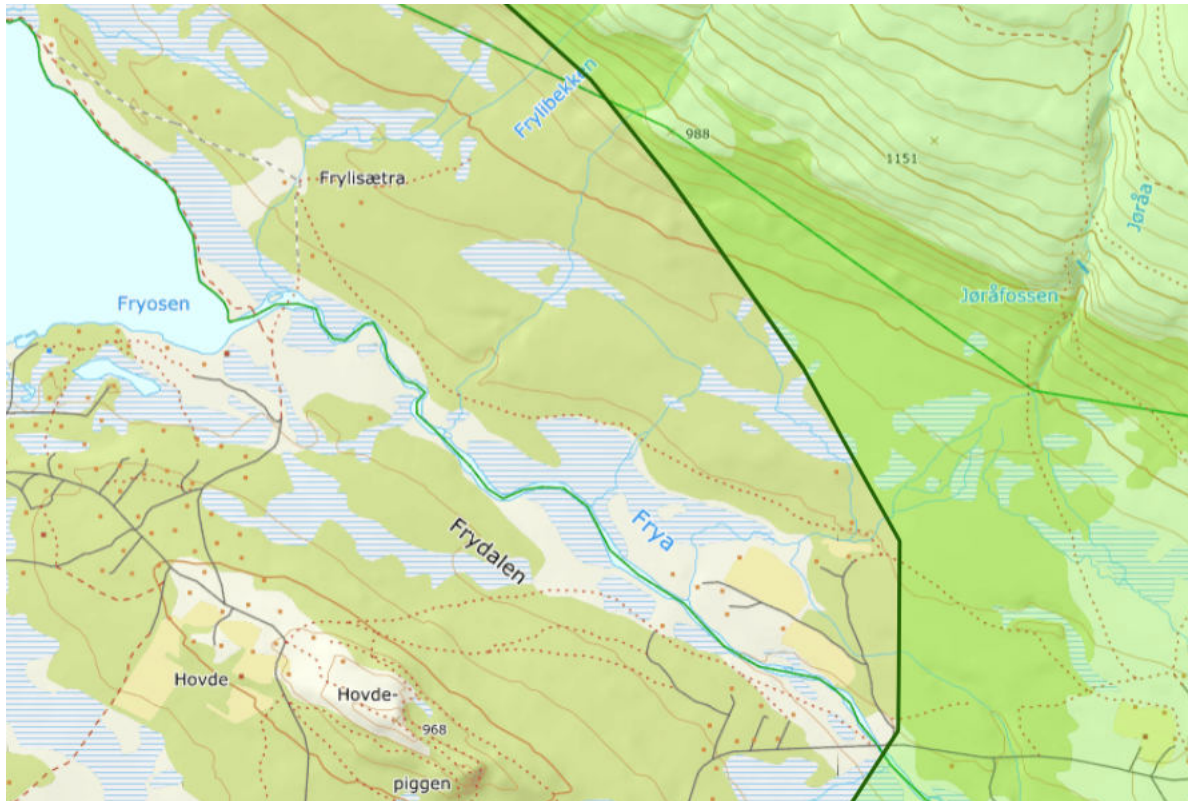 Frylibekken
988
1151
Frylisætra
Jøråa
Fryosen
Jøråfossen
Frya
Frydalen
Hovde
Hovde-
968
piggen